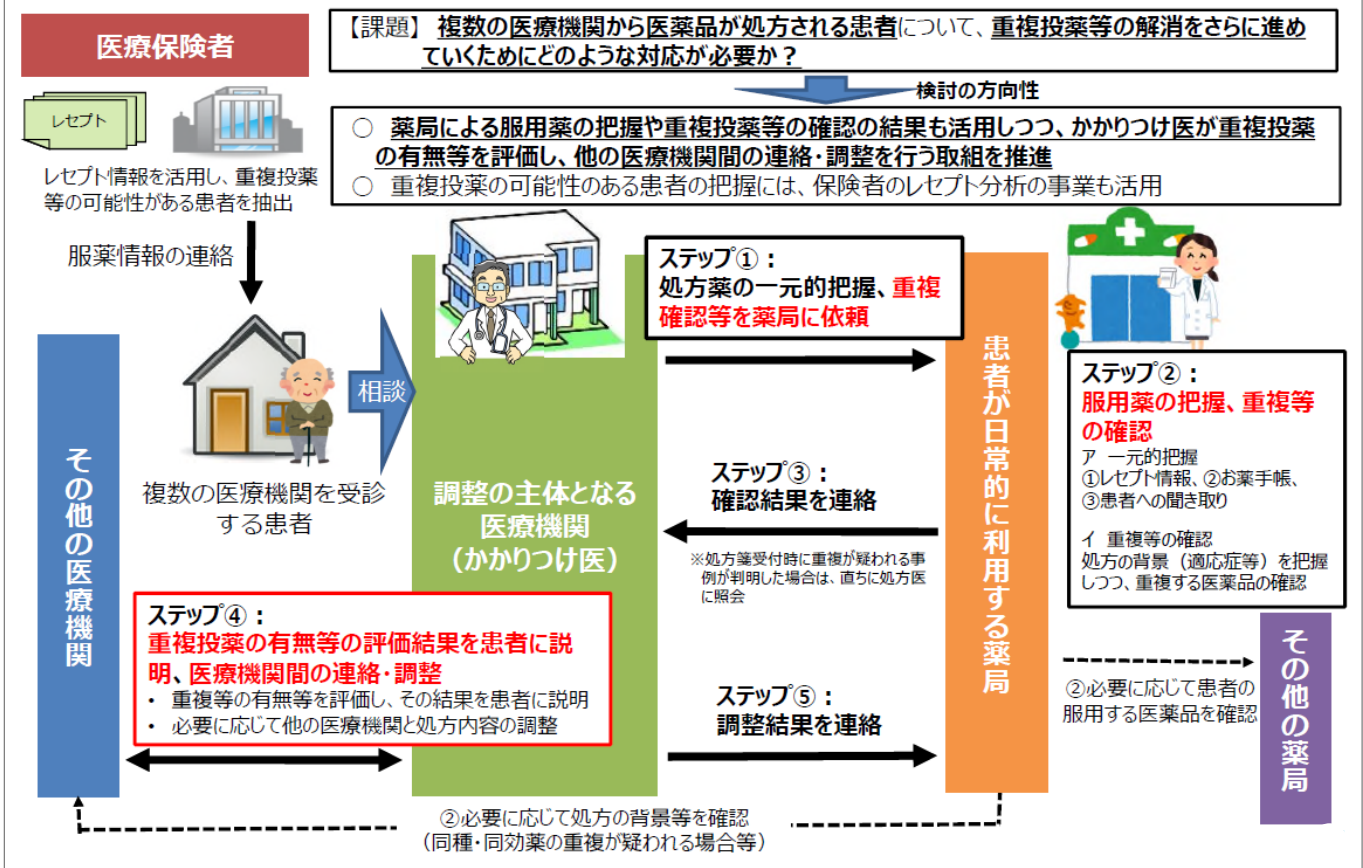 医療保険者
【課題】 複数の医療機関から医薬品が処方される患者について、重複投薬等の解消をさらに進め
ていくためにどのような対応が必要か？
検討の方向性
○ 薬局による服用薬の把握や重複投薬等の確認の結果も活用しつつ、かかりつけ医が重複投薬
の有無等を評価し、他の医療機関間の連絡・調整を行う取組を推進
○ 重複投薬の可能性のある患者の把握には、保険者のレセプト分析の事業も活用
レセプト
レセプト情報を活用し、重複投薬
等の可能性がある患者を抽出
服薬情報の連絡
相談
複数の医療機関を受診
する患者
その他の医療機関
調整の主体となる
医療機関
（かかりつけ医）
ステップ①：
処方薬の一元的把握、重複
確認等を薬局に依頼
患者が日常的に利用する薬局
ステップ②：
服用薬の把握、重複等
の確認
ア 一元的把握
①レセプト情報、②お薬手帳、
③患者への聞き取り
イ 重複等の確認
処方の背景（適応症等）を把握
しつつ、重複する医薬品の確認
ステップ③：
確認結果を連絡
※処方箋受付時に重複が疑われる事
例が判明した場合は、直ちに処方医
に照会
ステップ④：
重複投薬の有無等の評価結果を患者に説
明、医療機関間の連絡・調整
• 重複等の有無等を評価し、その結果を患者に説明
• 必要に応じて他の医療機関と処方内容の調整
ステップ⑤：
調整結果を連絡
②必要に応じて患者の
服用する医薬品を確認
その他の薬局
②必要に応じて処方の背景等を確認
（同種・同効薬の重複が疑われる場合等）